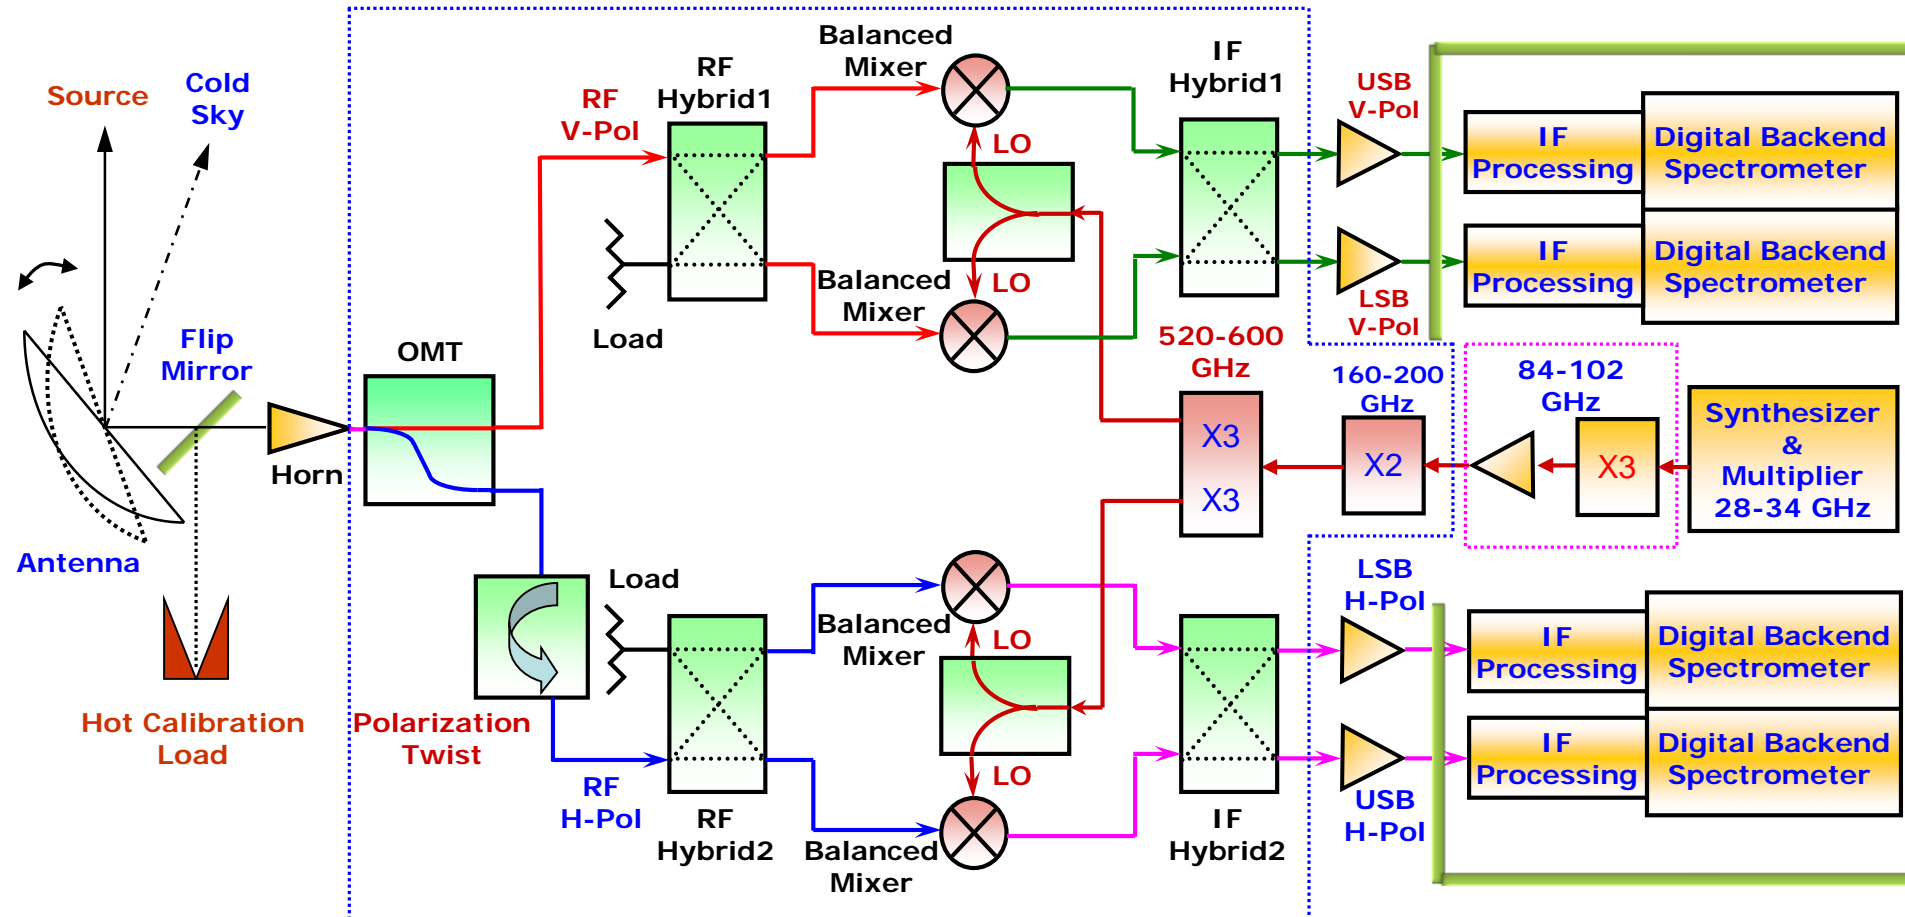 Source
Cold
Sky
Flip
Mirror
Antenna
Horn
Hot Calibration
Load
OMT
Polarization
Twist
RF
V-Pol
RF
Hybrid1
Load
Balanced
Mixer
LO
LO
Balanced
Mixer
IF
Hybrid1
USB
V-Pol
LSB
V-Pol
IF
Processing
Digital Backend
Spectrometer
IF
Processing
Digital Backend
Spectrometer
520-600
GHz
X3
X3
160-200
GHz
X2
84-102
GHz
X3
Synthesizer
&
Multiplier
28-34 GHz
Load
RF
H-Pol
RF
Hybrid2
Balanced
Mixer
LO
LO
Balanced
Mixer
IF
Hybrid2
LSB
H-Pol
USB
H-Pol
IF
Processing
Digital Backend
Spectrometer
IF
Processing
Digital Backend
Spectrometer